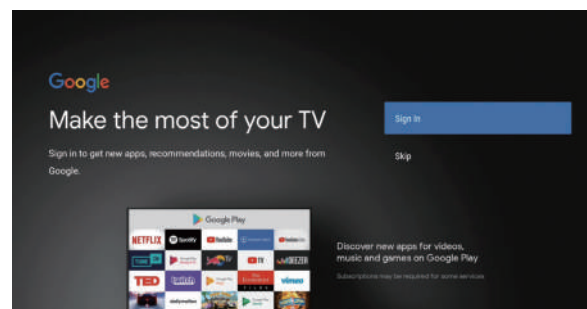 Google
Make the most of your TV
Sign In
Sign in to get new apps, recommendations, movies, and more from
Google.
Skip
Google Play
NETFLIX Spotify YouTube
TV DEEZER
TED twitch vimeo
dailymotion
Discover new apps for videos,
music and games on Google Play
Subscriptions may be required for some services